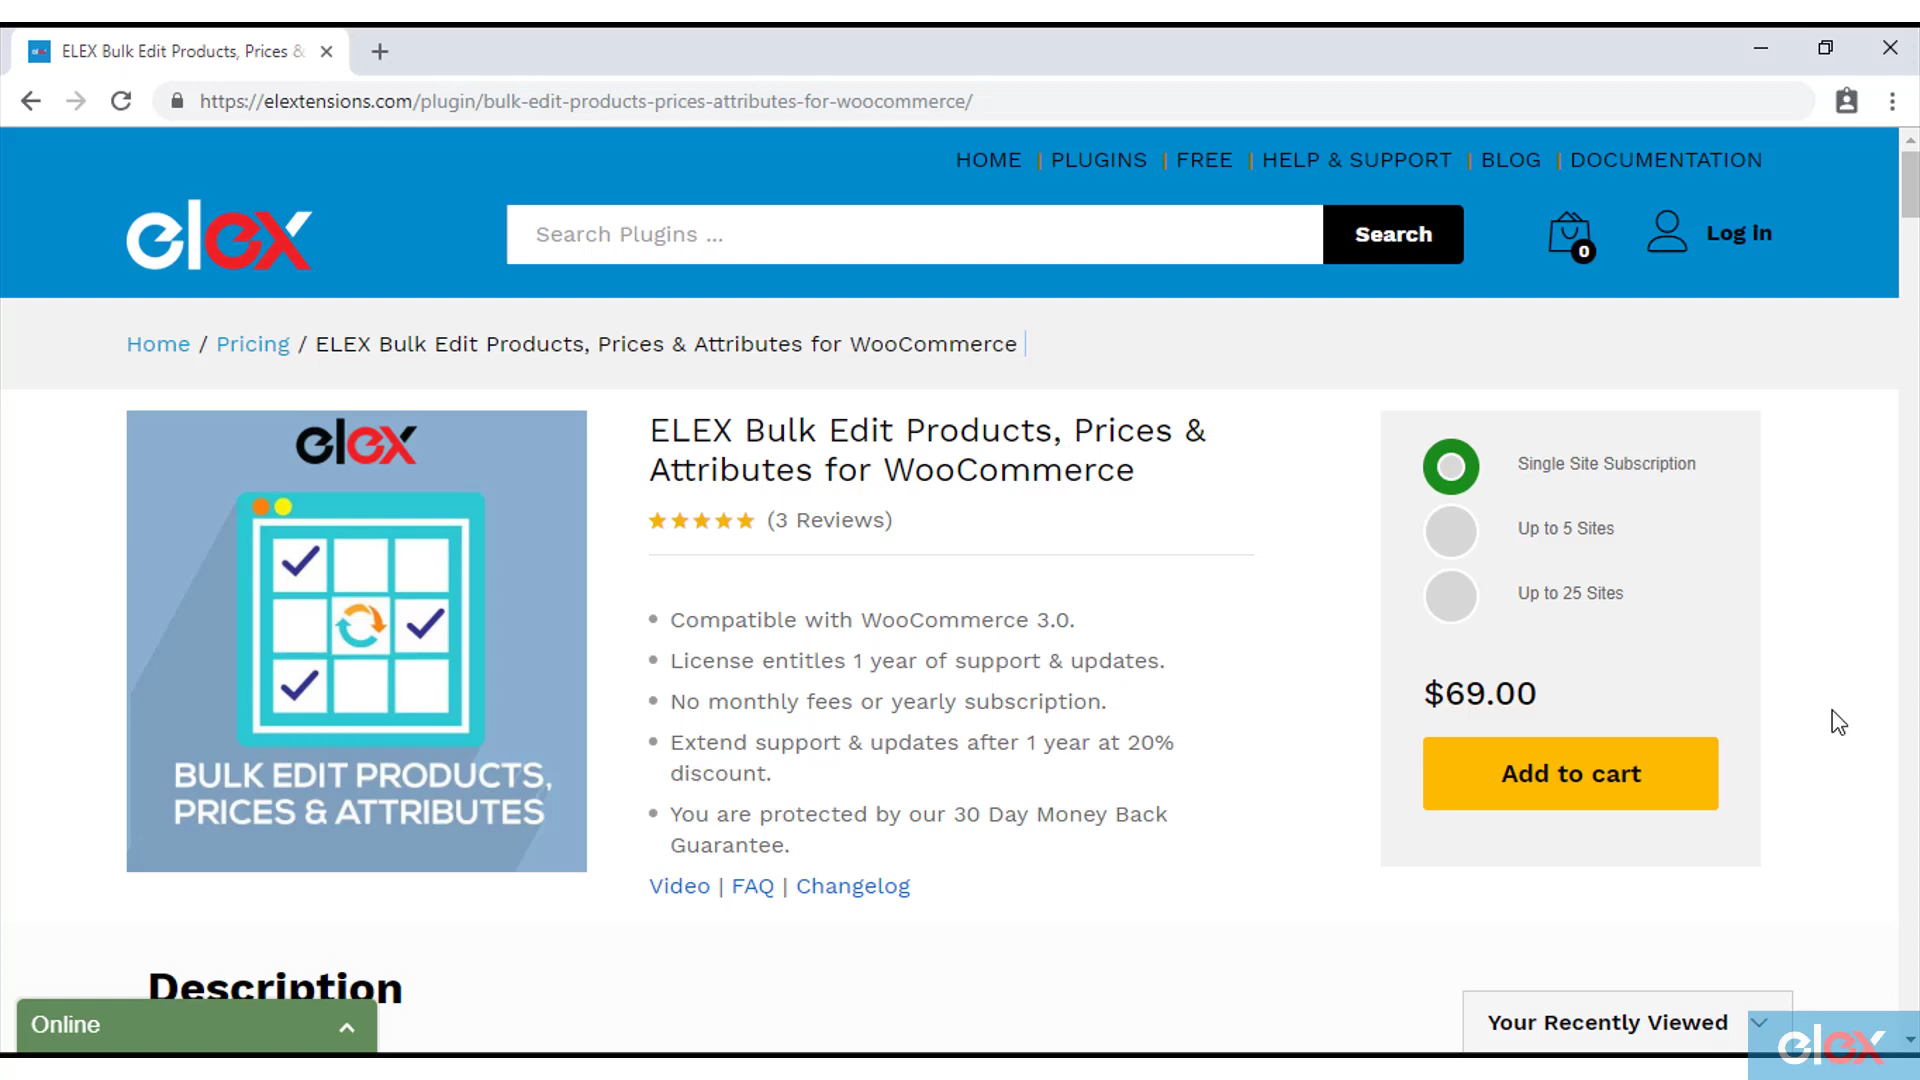 ELEX Bulk Edit Products, Prices &
https://elextensions.com/plugin/bulk-edit-products-prices-attributes-for-woocommerce/
HOME | PLUGINS | FREE | HELP & SUPPORT | BLOG | DOCUMENTATION
elex
Search Plugins ...
Search
0
Log in
Home / Pricing / ELEX Bulk Edit Products, Prices & Attributes for WooCommerce
elex
BULK EDIT PRODUCTS,
PRICES & ATTRIBUTES
ELEX Bulk Edit Products, Prices &
Attributes for WooCommerce
(3 Reviews)
• Compatible with WooCommerce 3.0.
• License entitles 1 year of support & updates.
• No monthly fees or yearly subscription.
• Extend support & updates after 1 year at 20%
discount.
• You are protected by our 30 Day Money Back
Guarantee.
Video | FAQ | Changelog
Single Site Subscription
Up to 5 Sites
Up to 25 Sites
$69.00
Add to cart
Description
Online
Your Recently Viewed
elex